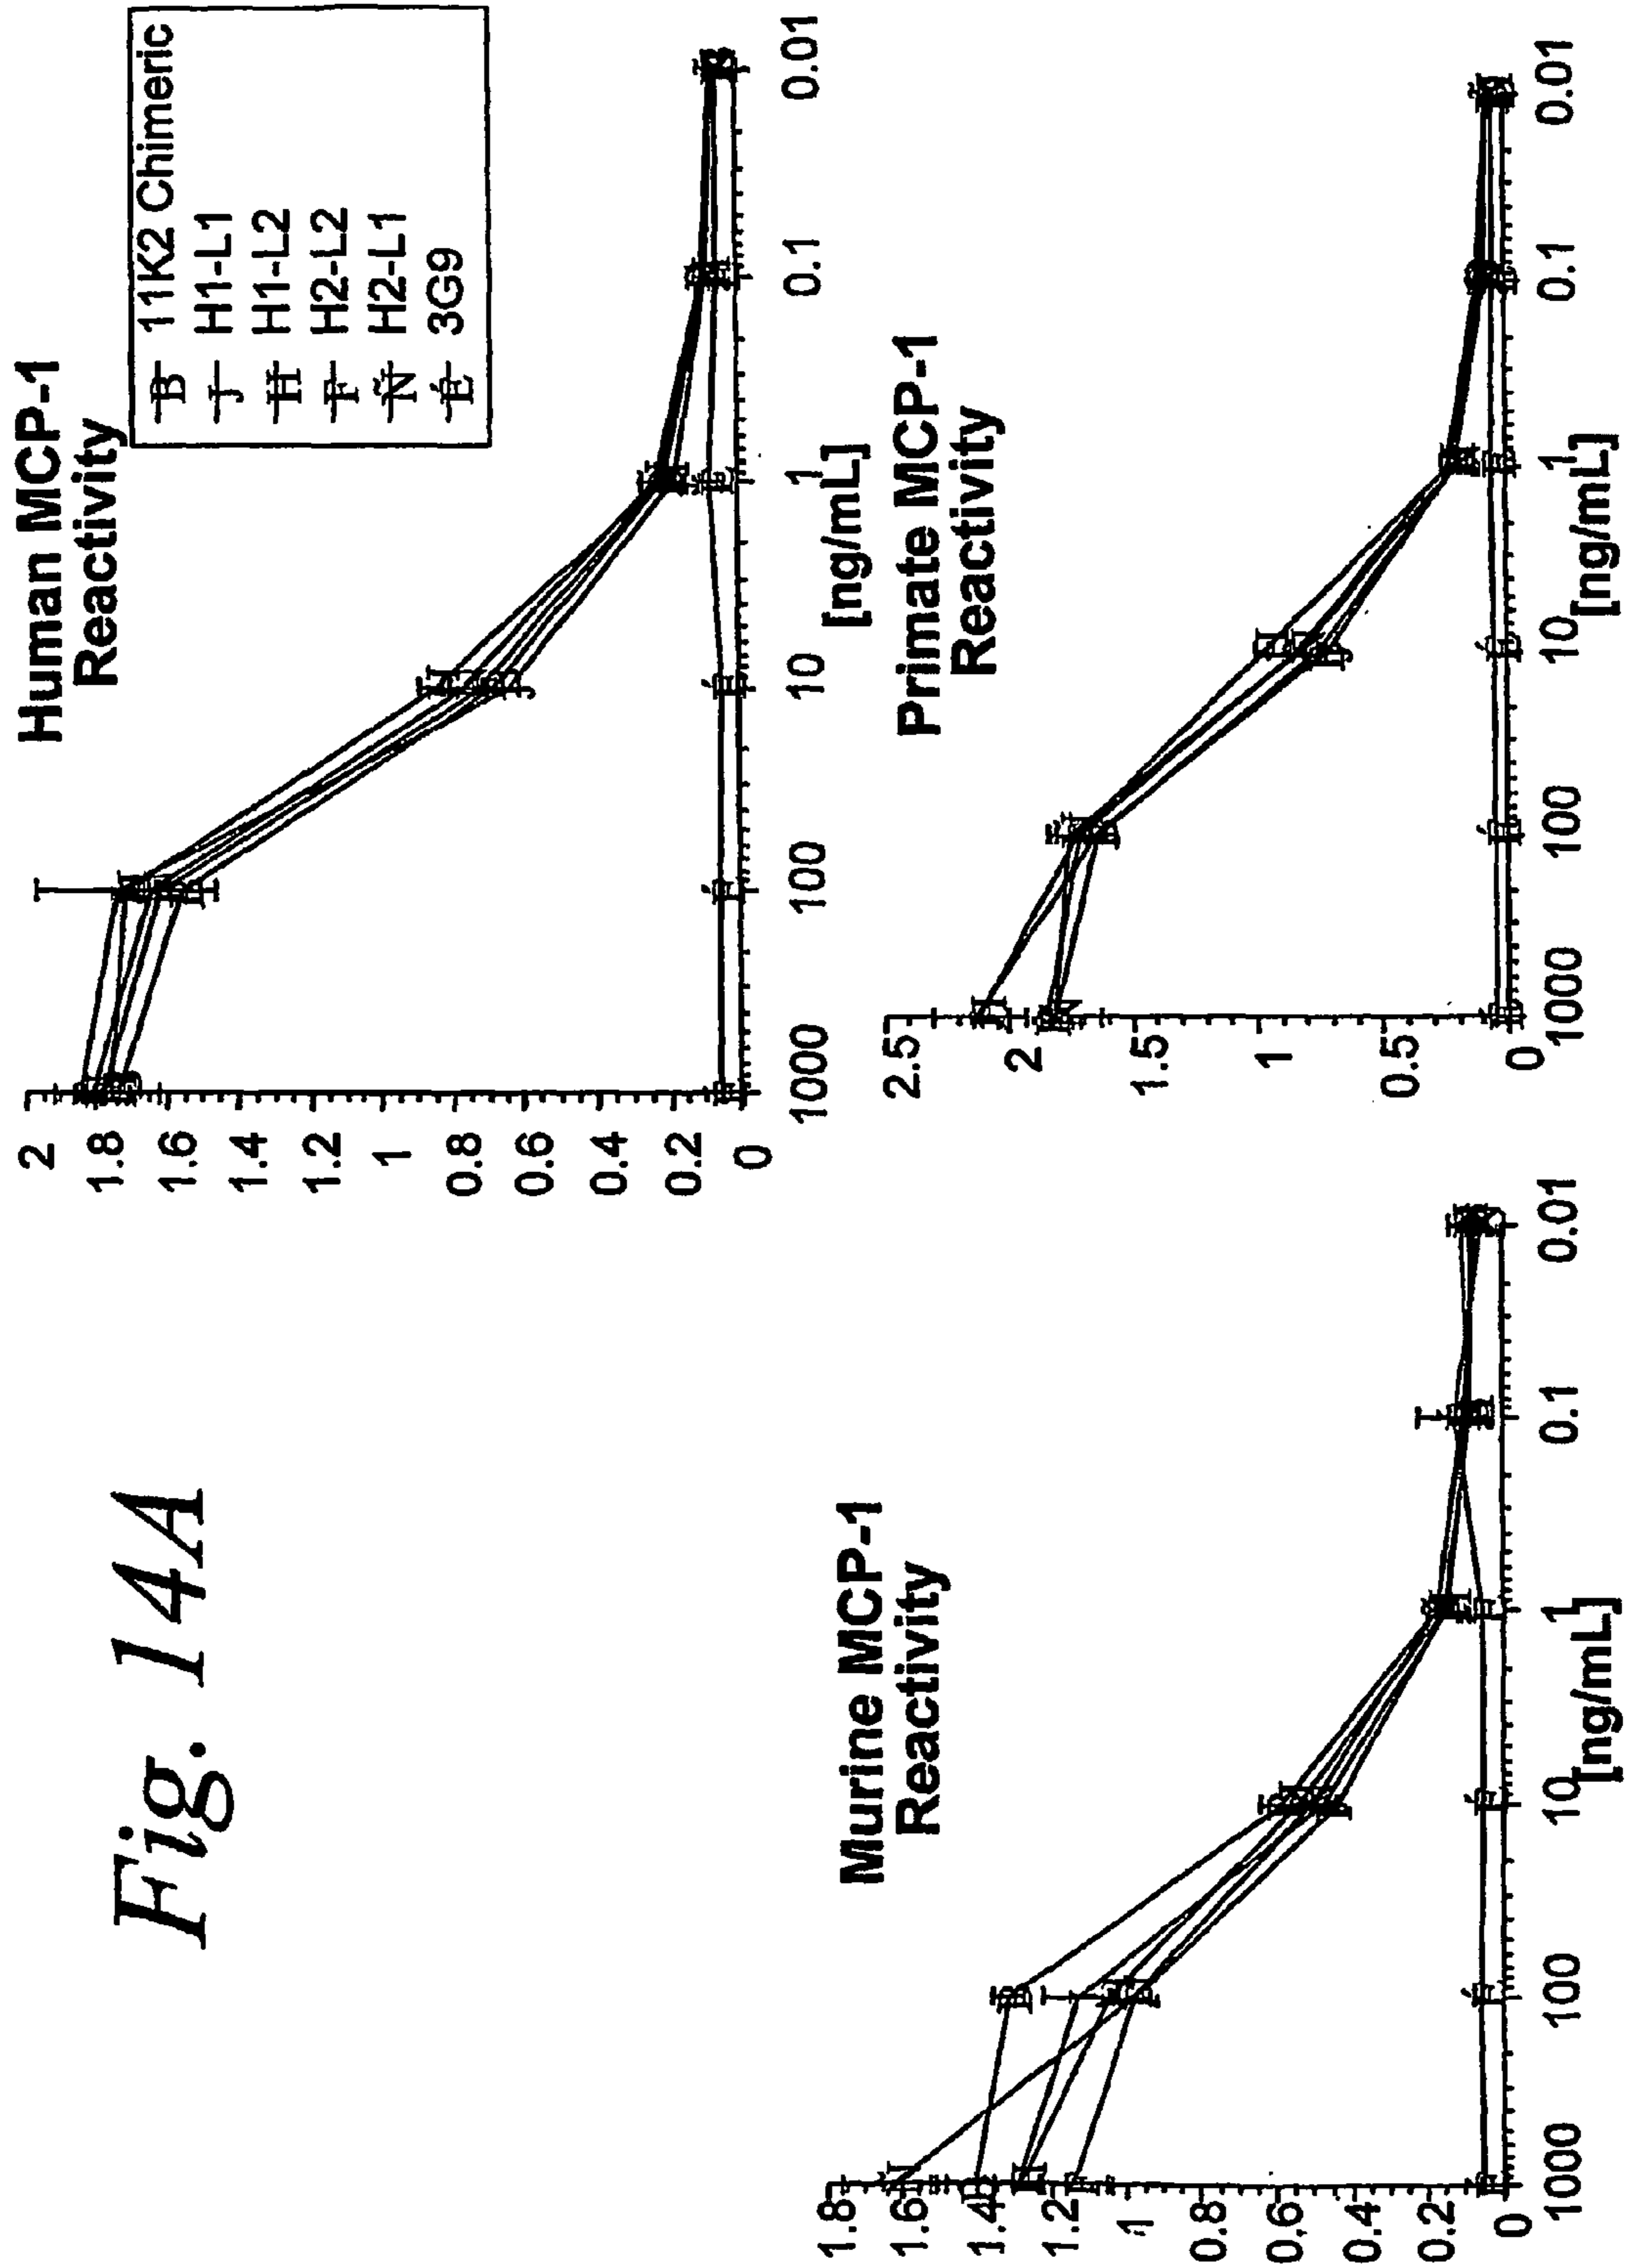 Fig. 14A
Human MCP-1
Reactivity
B 11K2 Chimeric
J H1-L1
H H1-L2
F H2-L2
Ñ H2-L1
É 3G9
2
1.8
1.6
1.4
1.2
1
0.8
0.6
0.4
0.2
0
1000 100 10 1 0.1 0.01
[ng/mL]
Murine MCP-1
Reactivity
1.8
1.6
1.4
1.2
1
0.8
0.6
0.4
0.2
0
1000 100 10 1 0.1 0.01
[ng/mL]
Primate MCP-1
Reactivity
2.5
2
1.5
1
0.5
0
1000 100 10 1 0.1 0.01
[ng/mL]